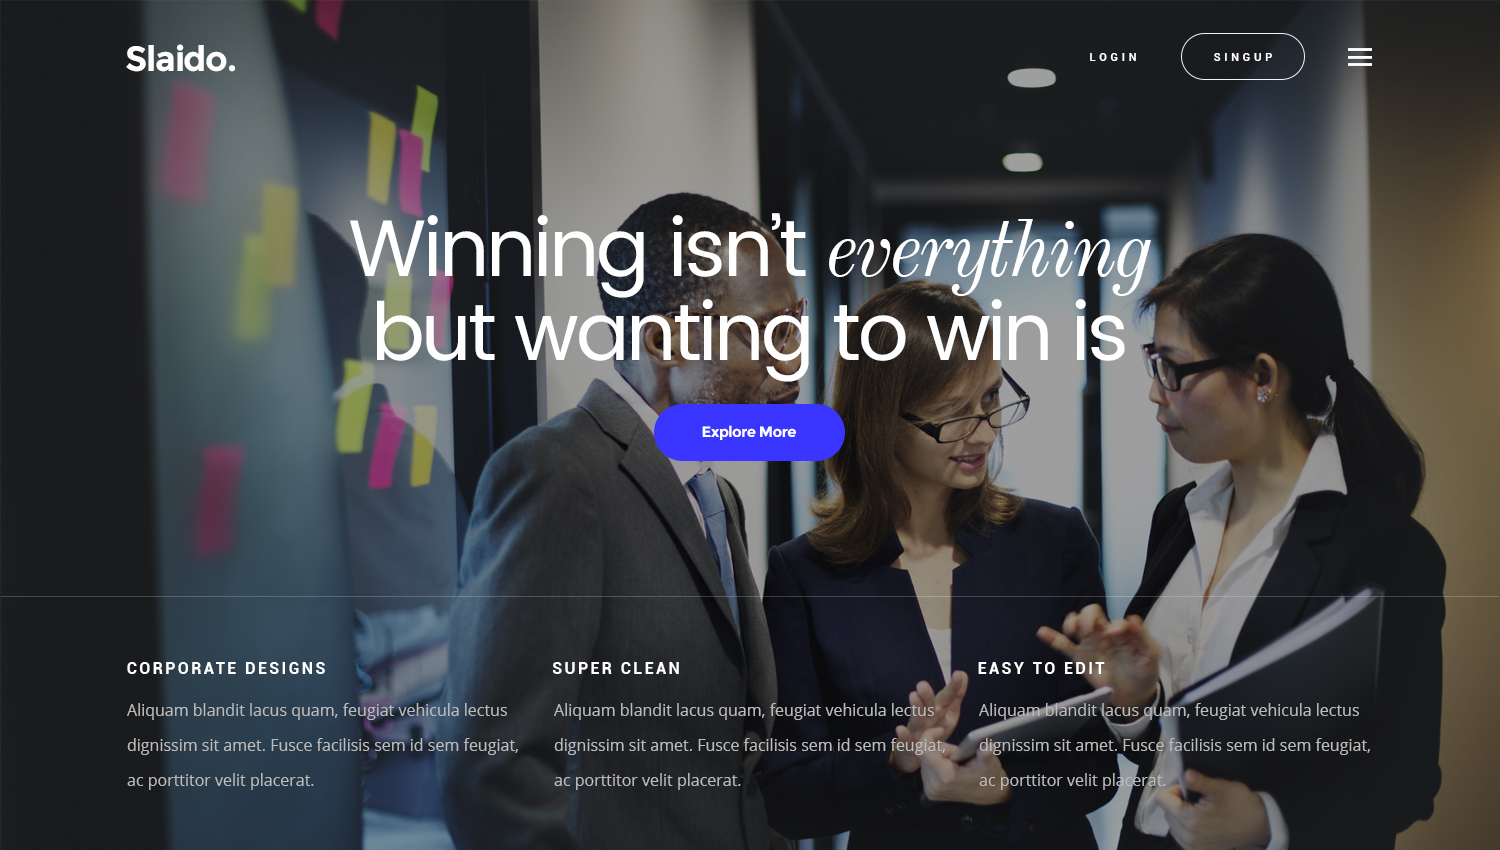 Slaido.
LOGIN
SINGUP
Winning isn’t everything
but wanting to win is
Explore More
CORPORATE DESIGNS
Aliquam blandit lacus quam, feugiat vehicula lectus
dignissim sit amet. Fusce facilisis sem id sem feugiat,
ac porttitor velit placerat.
SUPER CLEAN
Aliquam blandit lacus quam, feugiat vehicula lectus
dignissim sit amet. Fusce facilisis sem id sem feugiat,
ac porttitor velit placerat.
EASY TO EDIT
Aliquam blandit lacus quam, feugiat vehicula lectus
dignissim sit amet. Fusce facilisis sem id sem feugiat,
ac porttitor velit placerat.